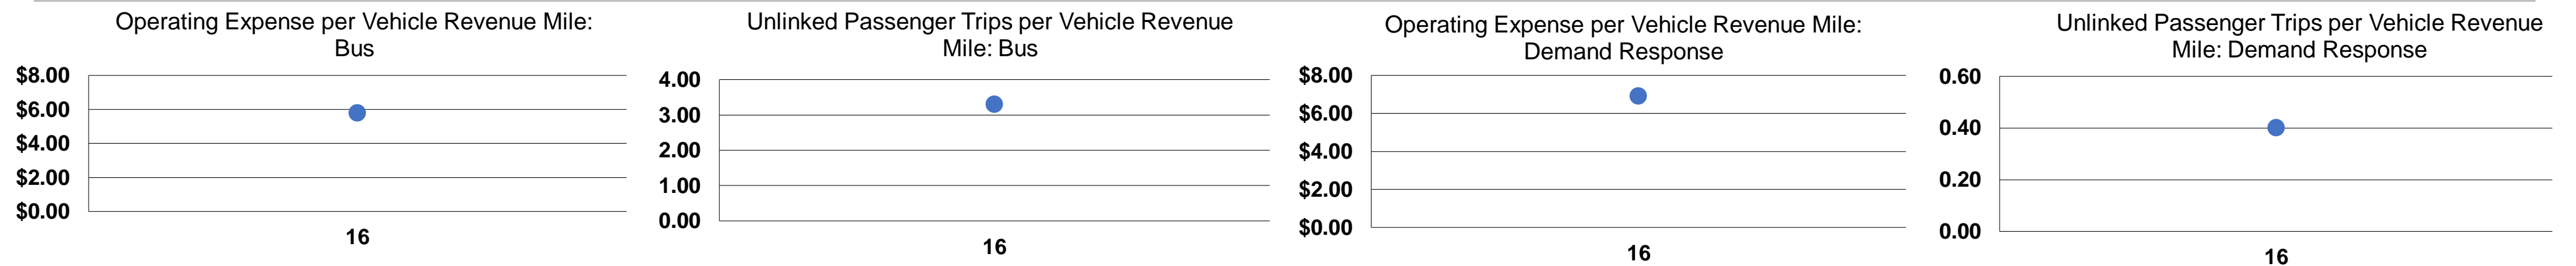 Operating Expense per Vehicle Revenue Mile:
Bus
$8.00
$6.00
$4.00
$2.00
$0.00
16
Unlinked Passenger Trips per Vehicle Revenue
Mile: Bus
4.00
3.00
2.00
1.00
0.00
16
Operating Expense per Vehicle Revenue Mile:
Demand Response
$8.00
$6.00
$4.00
$2.00
$0.00
16
Unlinked Passenger Trips per Vehicle Revenue
Mile: Demand Response
0.60
0.40
0.20
0.00
16